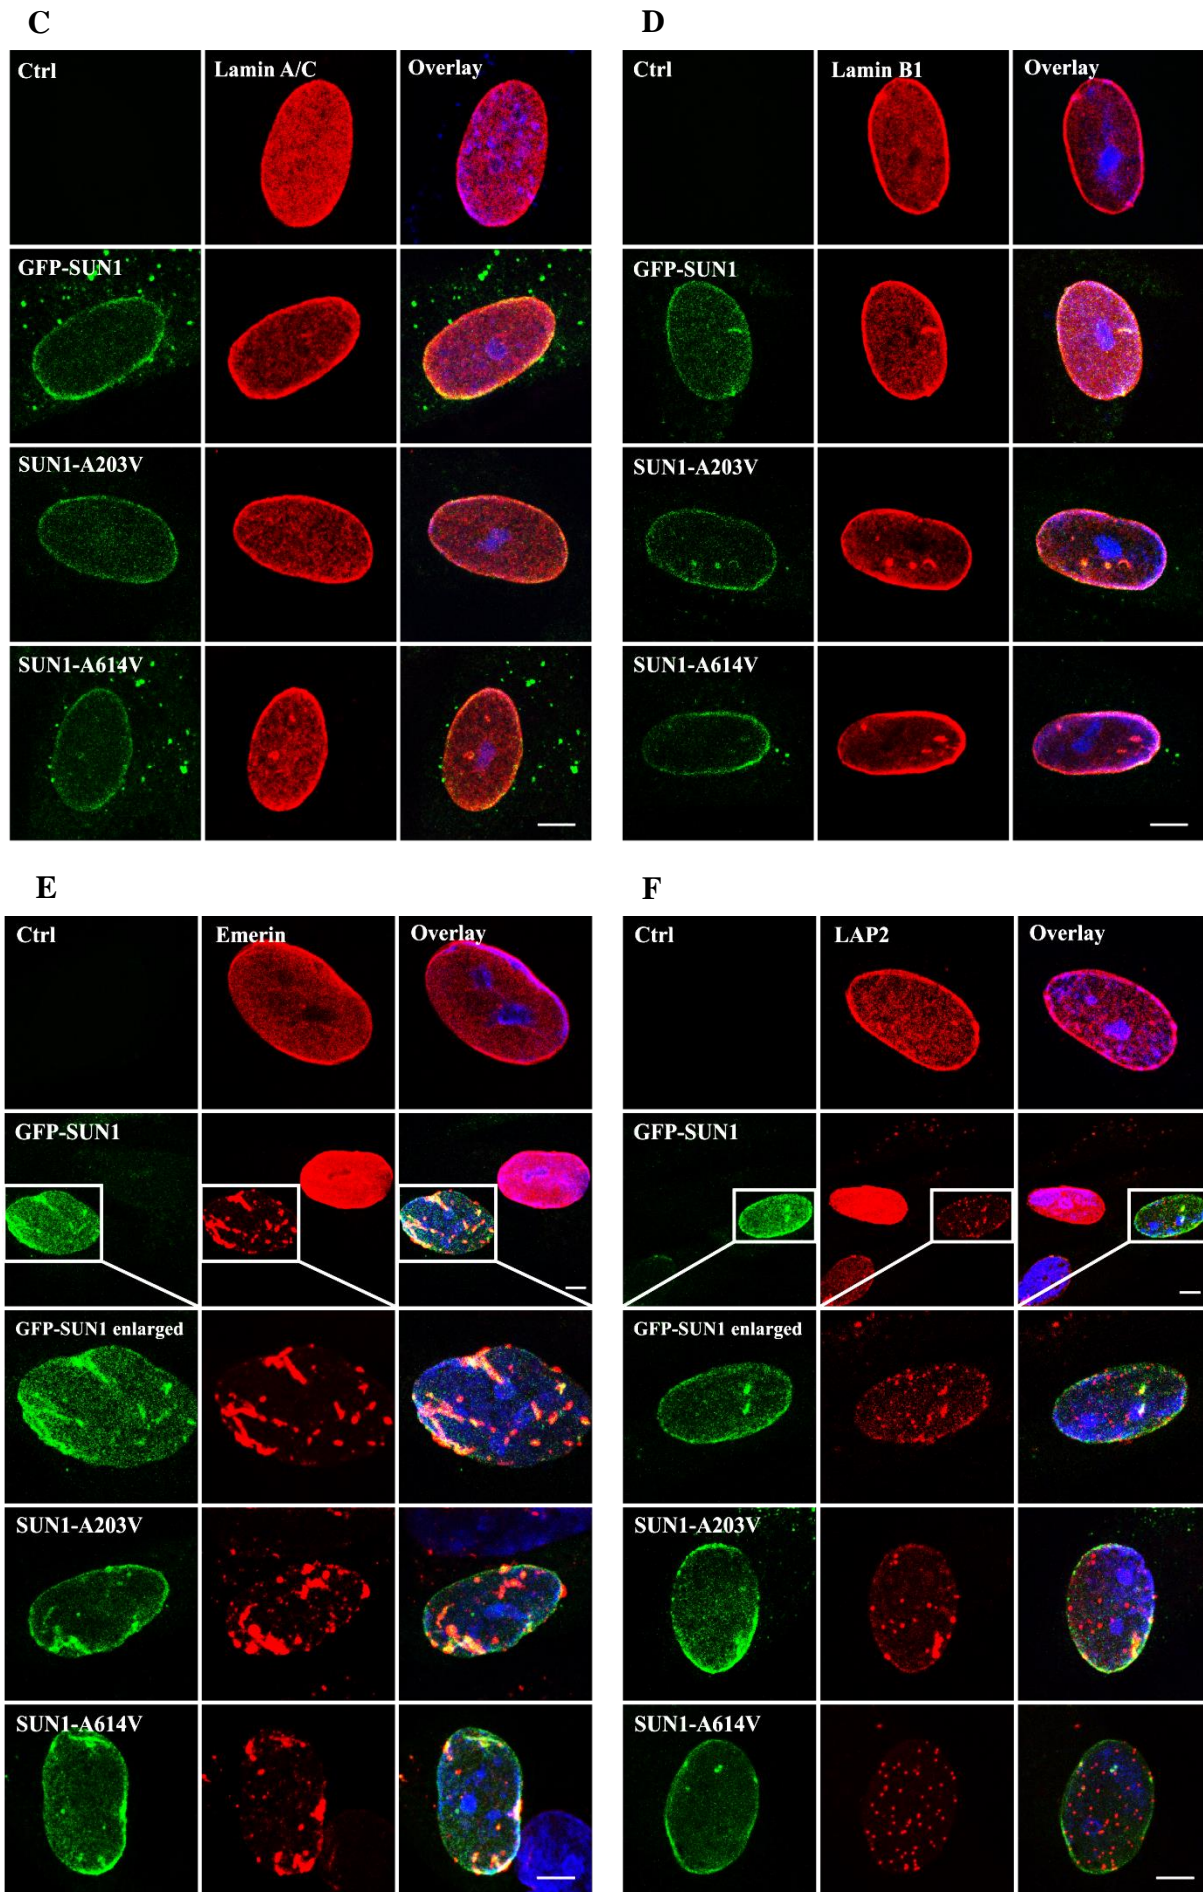 C
Ctrl Lamin A/C Overlay
GFP-SUN1
SUN1-A203V
SUN1-A614V
D
Ctrl Lamin B1 Overlay
GFP-SUN1
SUN1-A203V
SUN1-A614V
E
Ctrl Emerin Overlay
GFP-SUN1
GFP-SUN1 enlarged
SUN1-A203V
SUN1-A614V
F
Ctrl LAP2 Overlay
GFP-SUN1
GFP-SUN1 enlarged
SUN1-A203V
SUN1-A614V